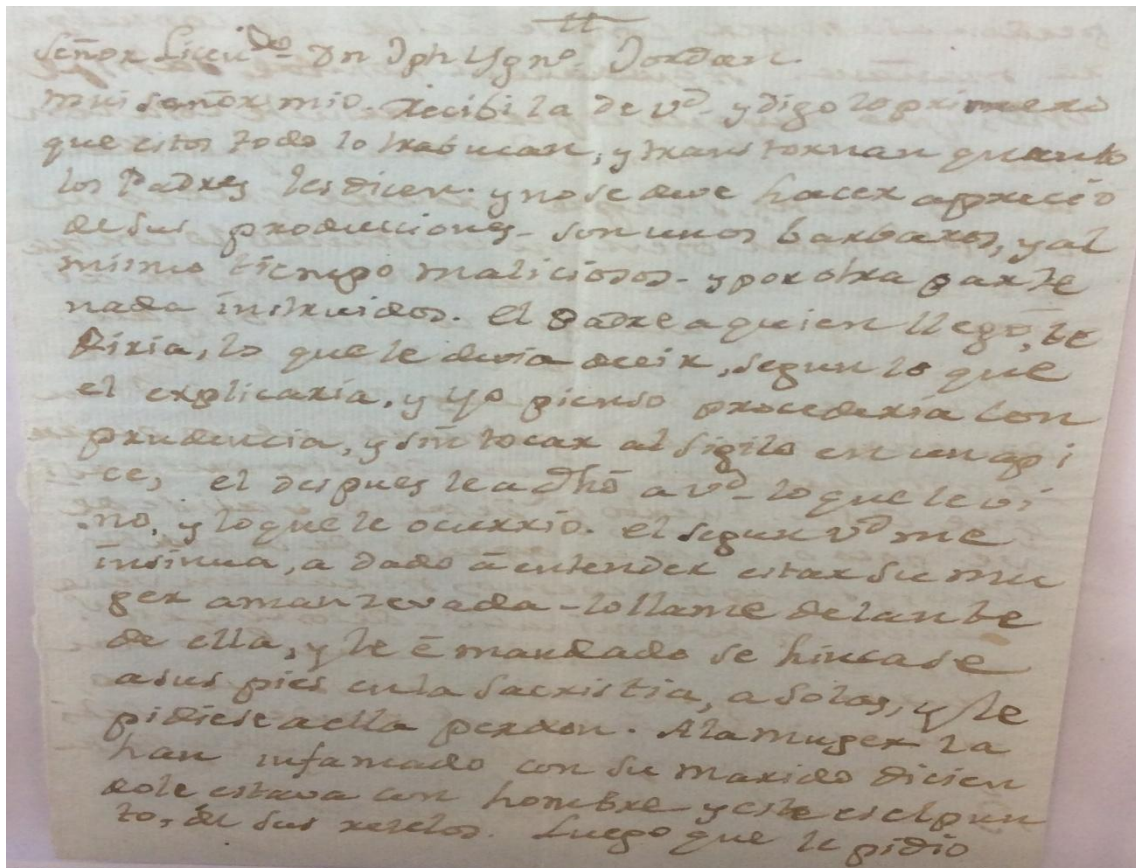 Señor Licendo. Dn Jph Ygno. Jordan.
mui señor mio. recibi la de vd. y digo lo primero
que estos todo lo trabucan, y transtornan quanto
los Padres les dicen. y no se deve hacer aprecio
de sus producciones. son unos barbaros, y al
mismo tiempo maliciosos. y por otra parte
nada instruidos. el Padre a quien llegó, le
diria, lo que le devia decir, segun lo que
el explicaria, y yo pienso procederia con
prudencia, y sin tocar al sigilo en un api
ce, el despues le a dho a vd. lo que le vi
no, y lo que le ocurrio. el segun vd me
insinua, a dado á entender estar su mu
ger amanzevada - lo llame delante
de ella, y le é mandado se hincase
a sus pies en la sacristia, a solas, y le
pidiese a ella perdon. A la muger la
han infamado con su marido dicien
dole estava con hombre y este es el pun
to, de sus zelos. Luego que le pidio